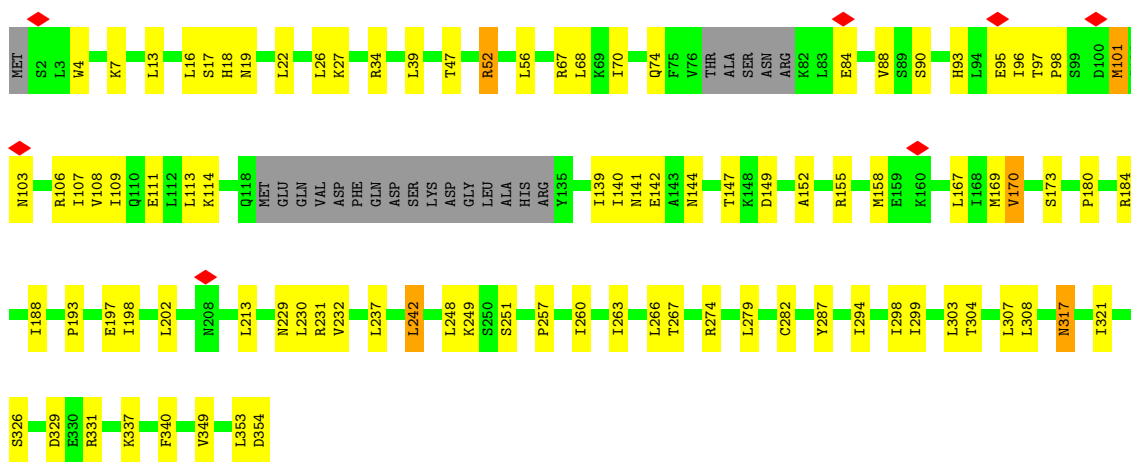 MET S2 L3 W4 K7 L13 L16 S17 H18 N19 L22 L26 K27 R34 L39 T47 R52 L56 R67 L68 K69 I70 Q74 F75 V76 THR ALA SER ASN ARG K82 L83 E84 V88 S89 S90 H93 L94 E95 I96 T97 P98 S99 D100 M101
N103 R106 I107 V108 I109 Q110 E111 L112 L113 K114 Q118 MET GLU GLN VAL ASP PHE GLN ASP SER LYS ASP GLY LEU ALA HIS ARG Y135 I139 I140 N141 E142 A143 N144 T147 K148 D149 A152 R155 M158 E159 K160 L167 I168 M169 V170 S173 P180 R184
I188 P193 E197 I198 L202 N208 L213 N229 L230 R231 V232 L237 L242 L248 K249 S250 S251 P257 I260 I263 L266 T267 R274 L279 C282 Y287 I294 I298 I299 L303 T304 L307 L308 N317 I321
S326 D329 E330 R331 K337 F340 V349 L353 D354